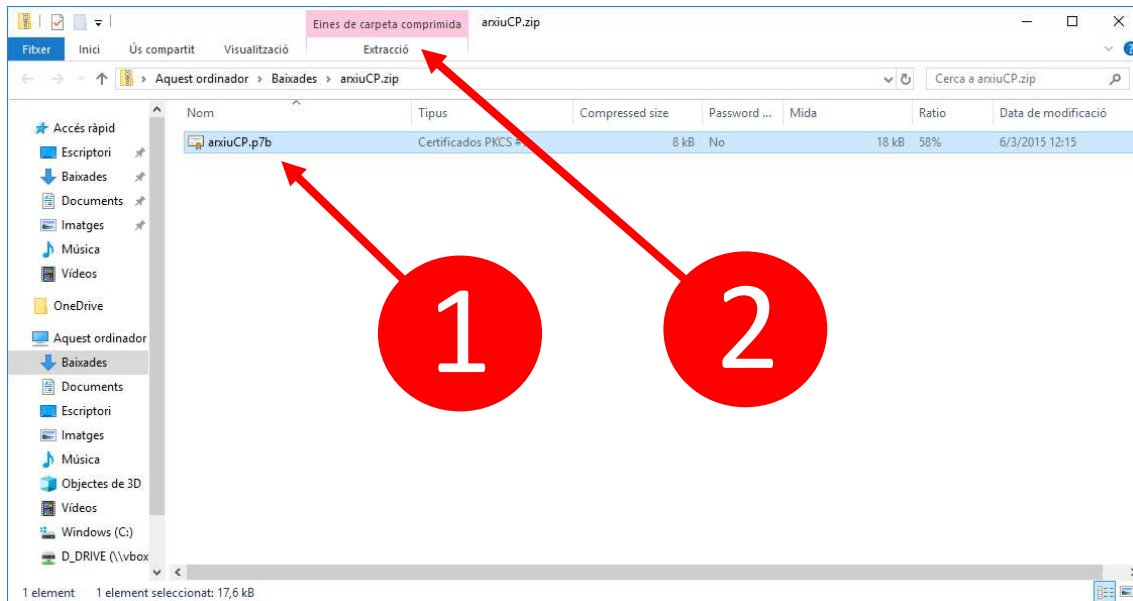 Eines de carpeta comprimida arxiuCP.zip
Fitxer Inici Ús compartit Visualització Extracció
Aquest ordinador > Baixades > arxiuCP.zip Cerca a arxiuCP.zip
Nom Tipus Compressed size Password ... Mida Ratio Data de modificació
Accés ràpid
arxiuCP.p7b Certificados PKCS 8 kB No 18 kB 58% 6/3/2015 12:15
Escriptori
Baixades
Documents
Imatges
Música
Vídeos
OneDrive
1 2
Aquest ordinador
Baixades
Documents
Escriptori
Imatges
Música
Objectes de 3D
Vídeos
Windows (C:)
D_DRIVE (\\vbox
1 element 1 element seleccionat: 17,6 kB